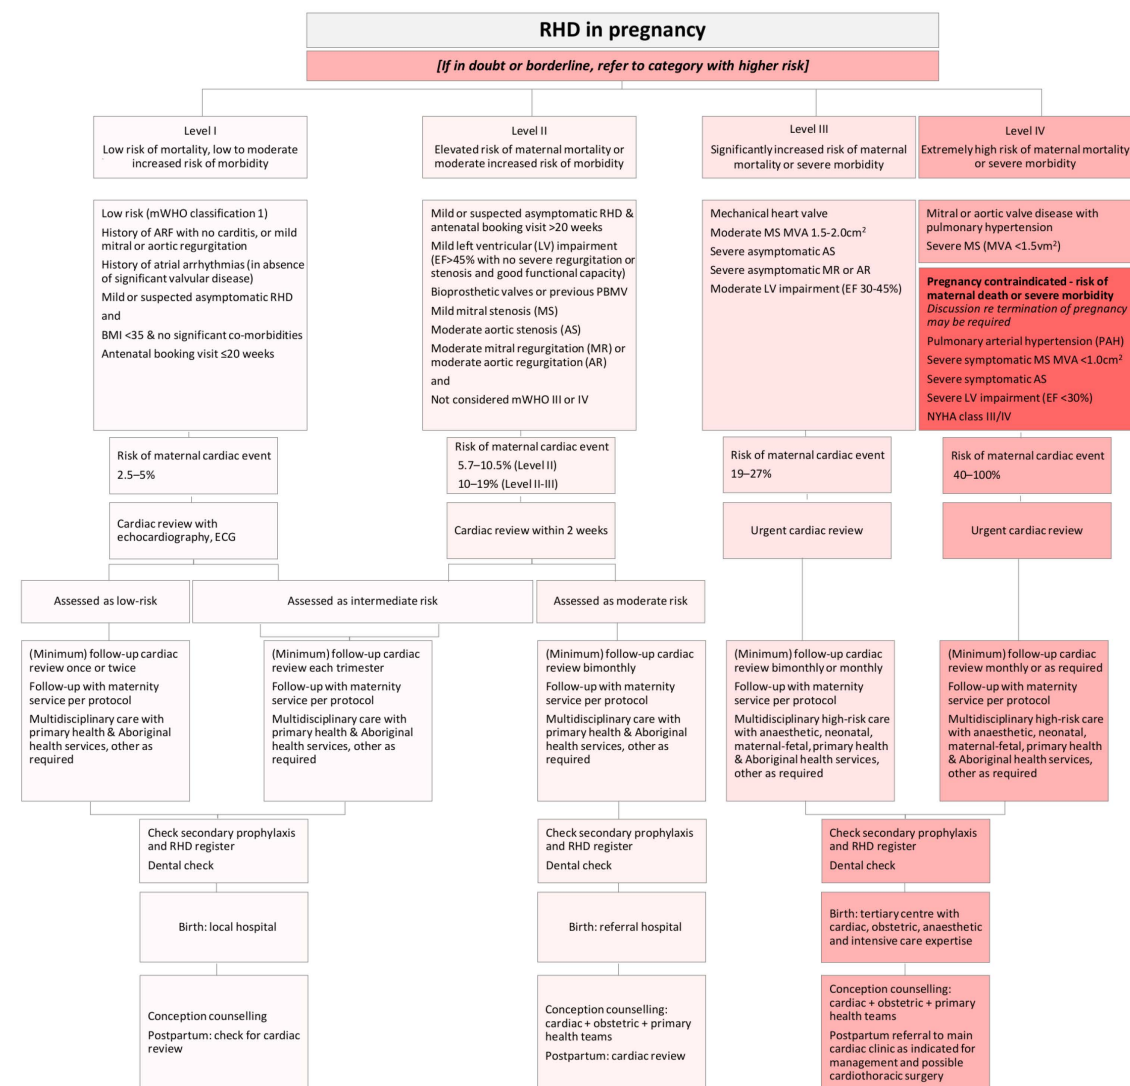 RHD in pregnancy
[If in doubt or borderline, refer to category with higher risk]
Level I
Low risk of mortality, low to moderate
increased risk of morbidity
Level II
Elevated risk of maternal mortality or
moderate increased risk of morbidity
Level III
Significantly increased risk of maternal
mortality or severe morbidity
Level IV
Extremely high risk of maternal mortality
or severe morbidity
Low risk (mWHO classification 1)
History of ARF with no carditis, or mild
mitral or aortic regurgitation
History of atrial arrhythmias (in absence
of significant valvular disease)
Mild or suspected asymptomatic RHD
and
BMI <35 & no significant co-morbidities
Antenatal booking visit ≤20 weeks
Mild or suspected asymptomatic RHD &
antenatal booking visit >20 weeks
Mild left ventricular (LV) impairment
(EF>45% with no severe regurgitation or
stenosis and good functional capacity)
Bioprosthetic valves or previous PBMV
Mild mitral stenosis (MS)
Moderate aortic stenosis (AS)
Moderate mitral regurgitation (MR) or
moderate aortic regurgitation (AR)
and
Not considered mWHO III or IV
Mechanical heart valve
Moderate MS MVA 1.5-2.0cm²
Severe asymptomatic AS
Severe asymptomatic MR or AR
Moderate LV impairment (EF 30-45%)
Mitral or aortic valve disease with
pulmonary hypertension
Severe MS (MVA <1.5vm²)
Pregnancy contraindicated - risk of
maternal death or severe morbidity
Discussion re termination of pregnancy
may be required
Pulmonary arterial hypertension (PAH)
Severe symptomatic MS MVA <1.0cm²
Severe symptomatic AS
Severe LV impairment (EF <30%)
NYHA class III/IV
Risk of maternal cardiac event
2.5–5%
Risk of maternal cardiac event
5.7–10.5% (Level II)
10–19% (Level II-III)
Risk of maternal cardiac event
19–27%
Risk of maternal cardiac event
40–100%
Cardiac review with
echocardiography, ECG
Cardiac review within 2 weeks
Urgent cardiac review
Urgent cardiac review
Assessed as low-risk
Assessed as intermediate risk
Assessed as moderate risk
(Minimum) follow-up cardiac
review once or twice
Follow-up with maternity
service per protocol
Multidisciplinary care with
primary health & Aboriginal
health services, other as
required
(Minimum) follow-up cardiac
review each trimester
Follow-up with maternity
service per protocol
Multidisciplinary care with
primary health & Aboriginal
health services, other as
required
(Minimum) follow-up cardiac
review bimonthly
Follow-up with maternity
service per protocol
Multidisciplinary care with
primary health & Aboriginal
health services, other as
required
(Minimum) follow-up cardiac
review bimonthly or monthly
Follow-up with maternity
service per protocol
Multidisciplinary high-risk care
with anaesthetic, neonatal,
maternal-fetal, primary health
& Aboriginal health services,
other as required
(Minimum) follow-up cardiac
review monthly or as required
Follow-up with maternity
service per protocol
Multidisciplinary high-risk care
with anaesthetic, neonatal,
maternal-fetal, primary health
& Aboriginal health services,
other as required
Check secondary prophylaxis
and RHD register
Dental check
Check secondary prophylaxis
and RHD register
Dental check
Check secondary prophylaxis
and RHD register
Dental check
Birth: local hospital
Birth: referral hospital
Birth: tertiary centre with
cardiac, obstetric, anaesthetic
and intensive care expertise
Conception counselling
Postpartum: check for cardiac
review
Conception counselling:
cardiac + obstetric + primary
health teams
Postpartum: cardiac review
Conception counselling:
cardiac + obstetric + primary
health teams
Postpartum referral to main
cardiac clinic as indicated for
management and possible
cardiothoracic surgery